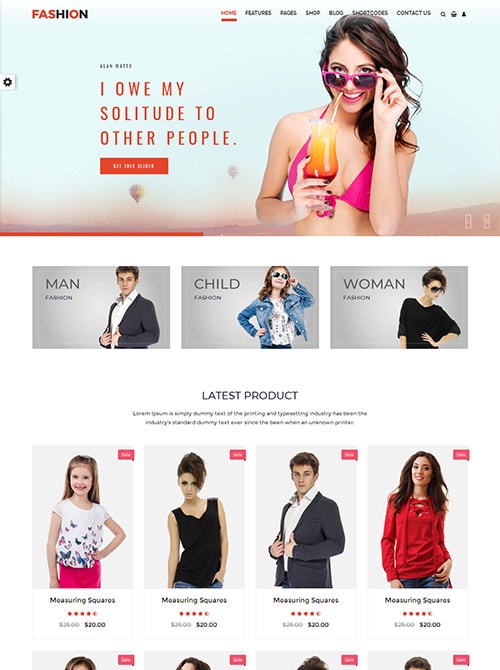 FASHION
HOME FEATURES PAGES SHOP BLOG SHORTCODES CONTACT US
ALAN WATTS
I OWE MY
SOLITUDE TO
OTHER PEOPLE.
GET THIS SLIDER
MAN
FASHION
CHILD
FASHION
WOMAN
FASHION
LATEST PRODUCT
Lorem Ipsum is simply dummy text of the printing and typesetting industry has been the
industry's standard dummy text ever since the been when an unknown printer.
Sale Sale Sale Sale
Measuring Squares Measuring Squares Measuring Squares Measuring Squares
$25.00 $20.00 $25.00 $20.00 $25.00 $20.00 $25.00 $20.00
Sale Sale Sale Sale